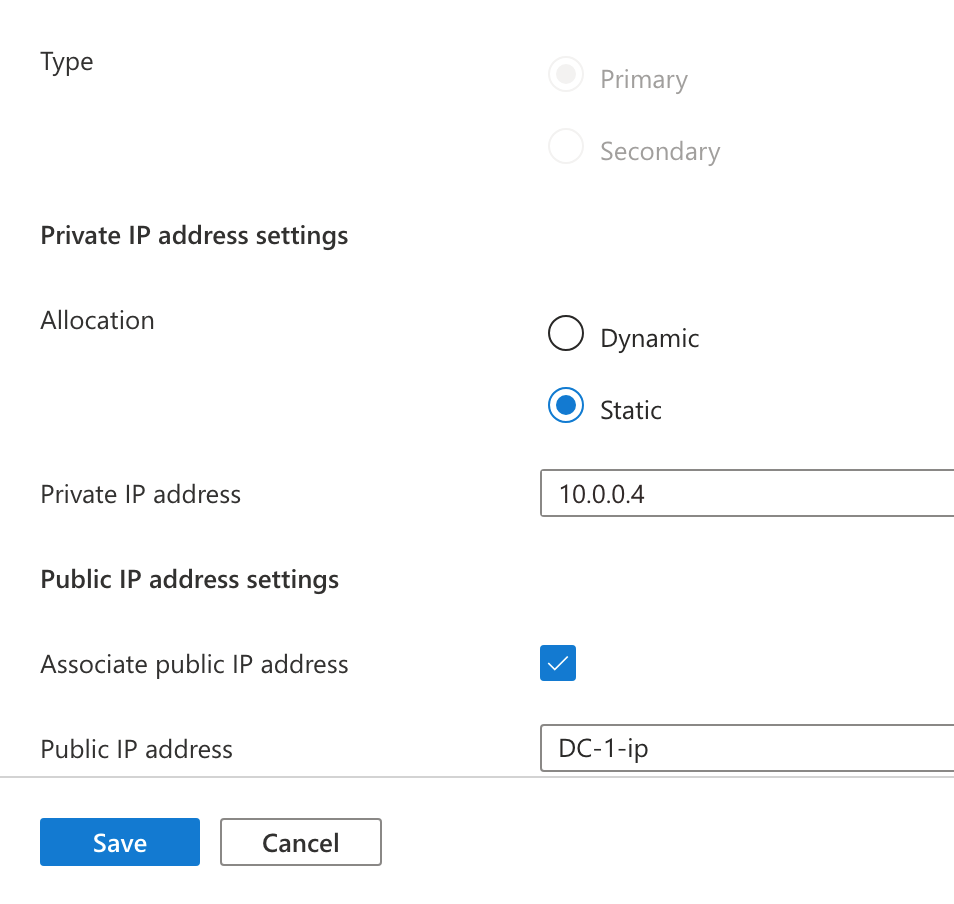 Type
Primary
Secondary
Private IP address settings
Allocation
Dynamic
Static
Private IP address
10.0.0.4
Public IP address settings
Associate public IP address
Public IP address
DC-1-ip
Save
Cancel